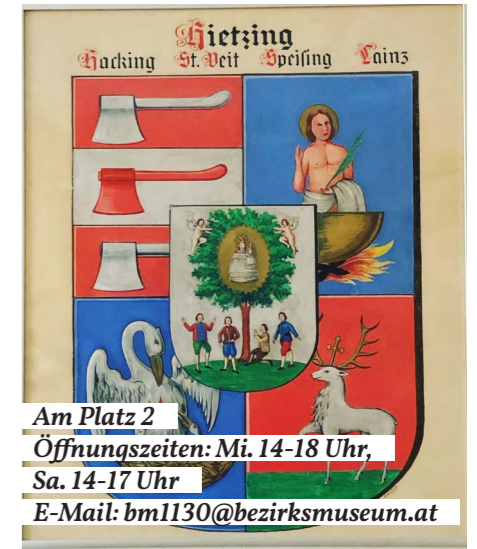 Hietzing
Hacking St. Veit Speising Lainz
Am Platz 2
Öffnungszeiten: Mi. 14-18 Uhr,
Sa. 14-17 Uhr
E-Mail: bm1130@bezirksmuseum.at